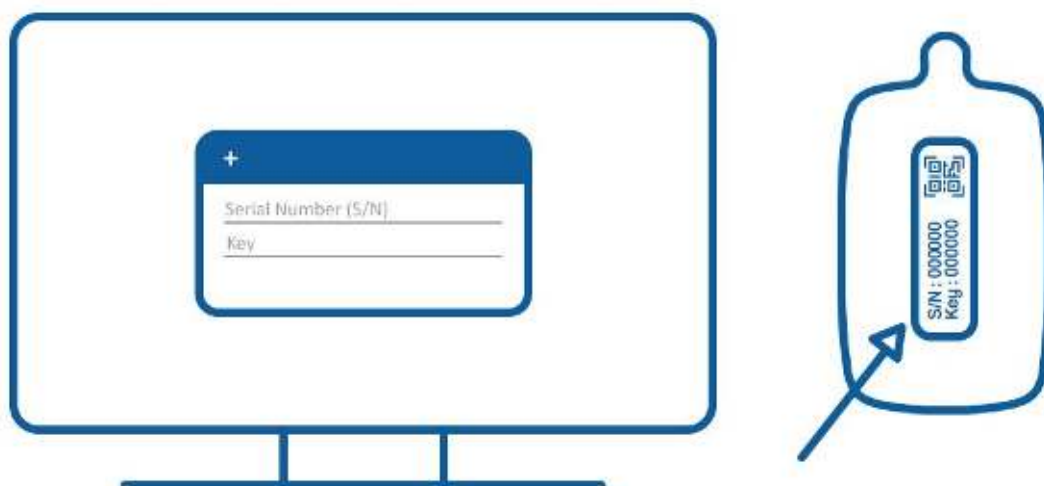 +
Serial Number (S/N)
Key
S/N : 000000
Key : 000000